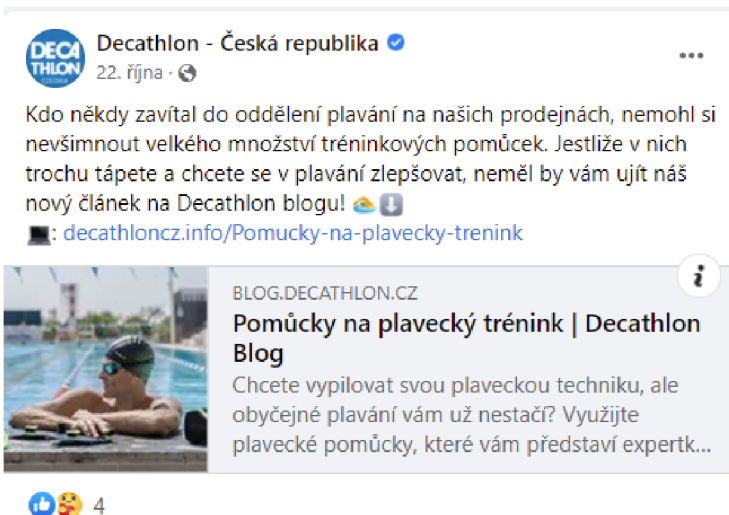 DECA
THLON
CZECHIA
Decathlon - Česká republika
22. října ·
Kdo někdy zavítal do oddělení plavání na našich prodejnách, nemohl si
nevšimnout velkého množství tréninkových pomůcek. Jestliže v nich
trochu tápete a chcete se v plavání zlepšovat, neměl by vám ujít náš
nový článek na Decathlon blogu! 🏊⬇️
💻: decathloncz.info/Pomucky-na-plavecky-trenink
BLOG.DECATHLON.CZ
Pomůcky na plavecký trénink | Decathlon
Blog
Chcete vypilovat svou plaveckou techniku, ale
obyčejné plavání vám už nestačí? Využijte
plavecké pomůcky, které vám představí expertk...
4